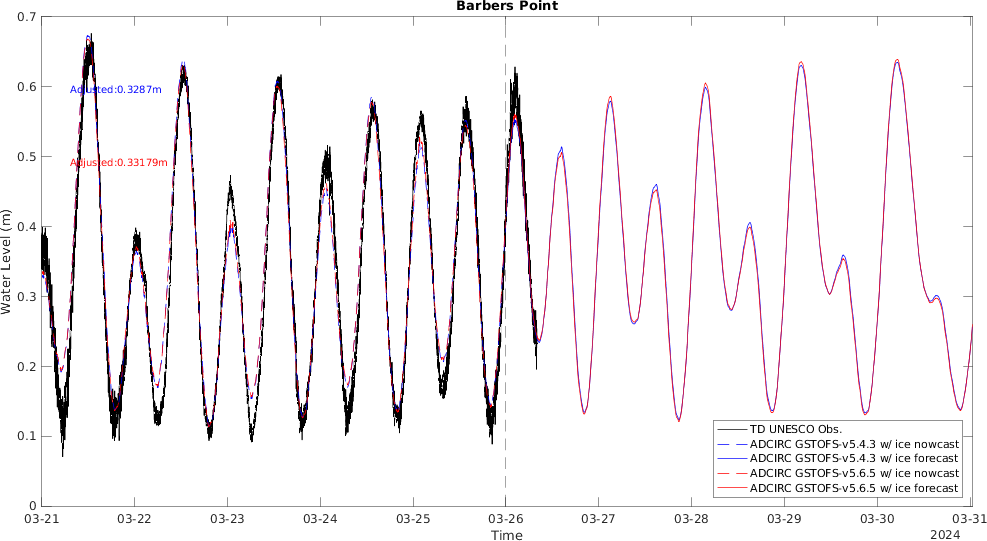 Barbers Point
0.7
0.6
0.5
0.4
0.3
0.2
0.1
0
Water Level (m)
Adjusted:0.3287m
Adjusted:0.33179m
TD UNESCO Obs.
ADCIRC GSTOFS-v5.4.3 w/ ice nowcast
ADCIRC GSTOFS-v5.4.3 w/ ice forecast
ADCIRC GSTOFS-v5.6.5 w/ ice nowcast
ADCIRC GSTOFS-v5.6.5 w/ ice forecast
03-21 03-22 03-23 03-24 03-25 03-26 03-27 03-28 03-29 03-30 03-31
Time
2024